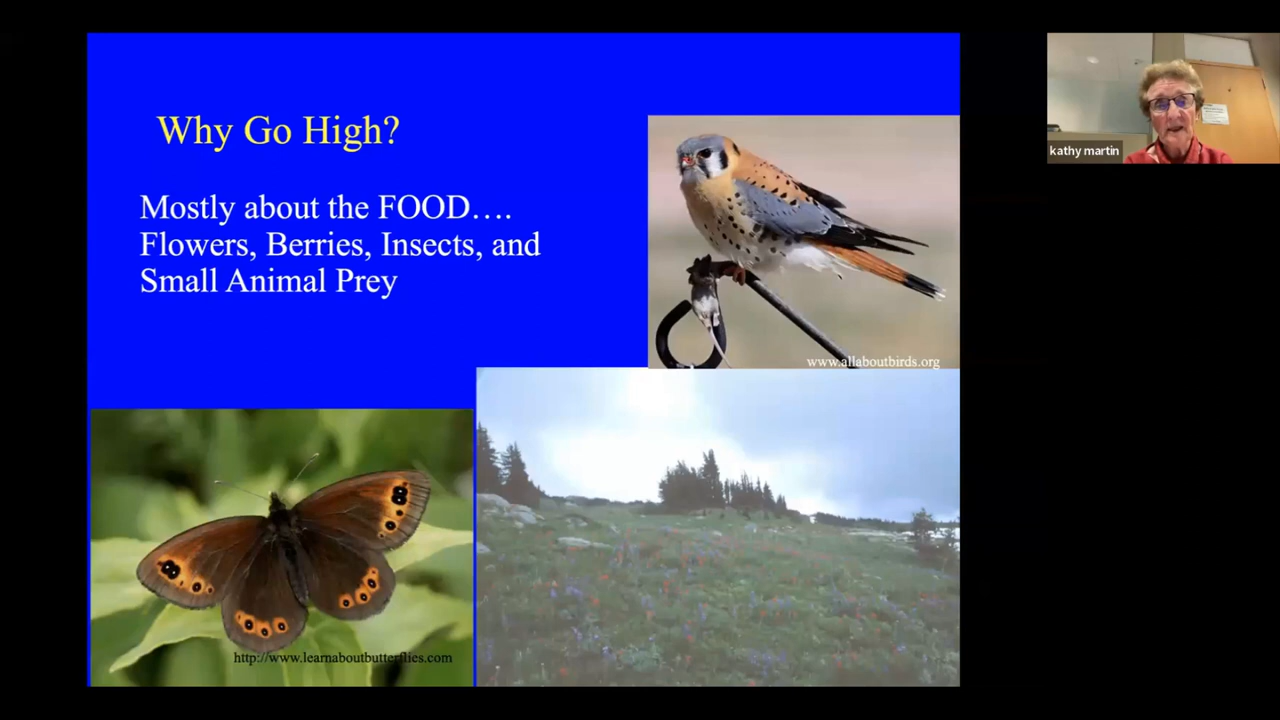 Why Go High?
Mostly about the FOOD….
Flowers, Berries, Insects, and
Small Animal Prey
www.allaboutbirds.org
http://www.learnaboutbutterflies.com
kathy martin